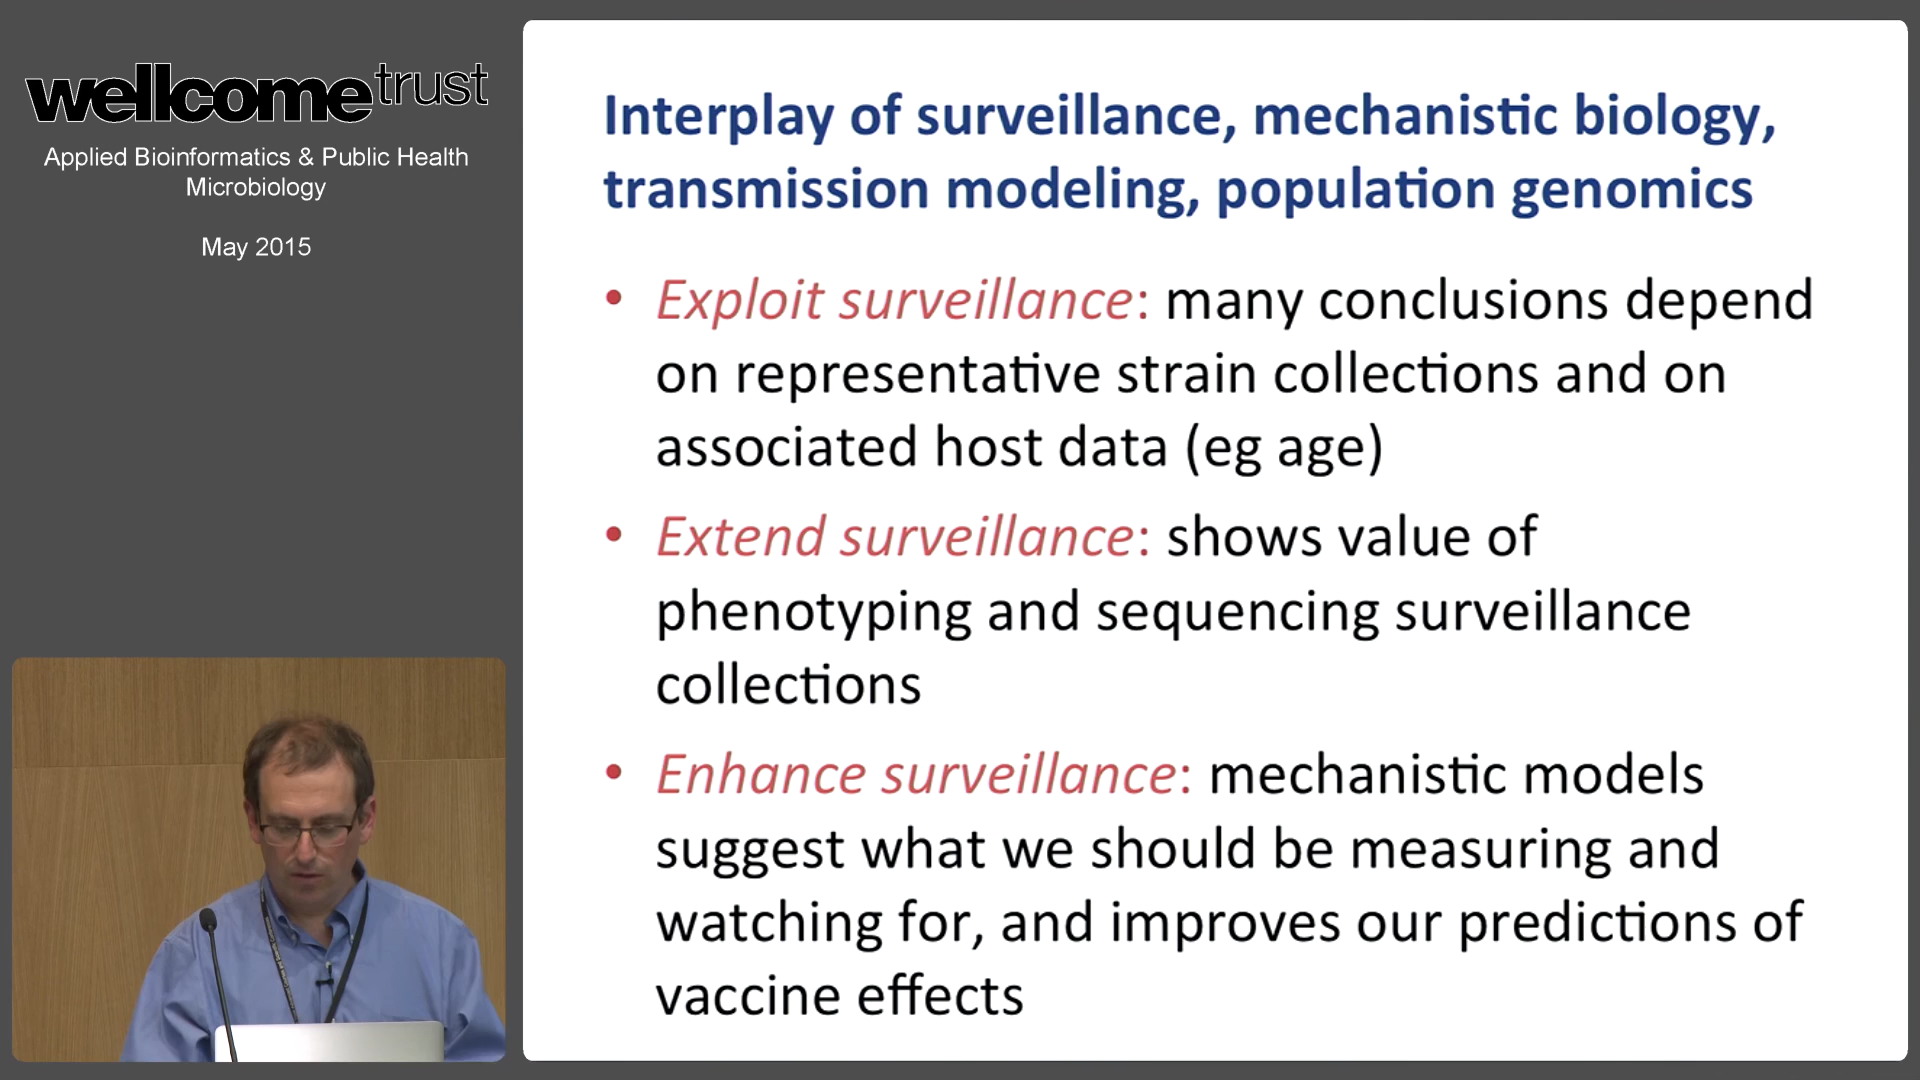 wellcometrust
Applied Bioinformatics & Public Health
Microbiology
May 2015
Interplay of surveillance, mechanistic biology,
transmission modeling, population genomics
• Exploit surveillance: many conclusions depend
on representative strain collections and on
associated host data (eg age)
• Extend surveillance: shows value of
phenotyping and sequencing surveillance
collections
• Enhance surveillance: mechanistic models
suggest what we should be measuring and
watching for, and improves our predictions of
vaccine effects